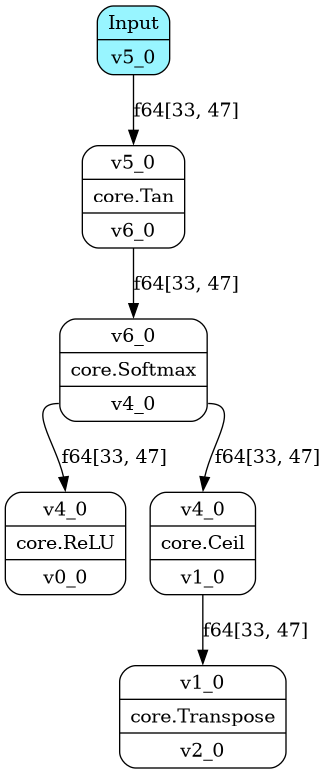 Input
v5_0
f64[33, 47]
v5_0
core.Tan
v6_0
f64[33, 47]
v6_0
core.Softmax
v4_0
f64[33, 47]
f64[33, 47]
v4_0
core.ReLU
v0_0
v4_0
core.Ceil
v1_0
f64[33, 47]
v1_0
core.Transpose
v2_0